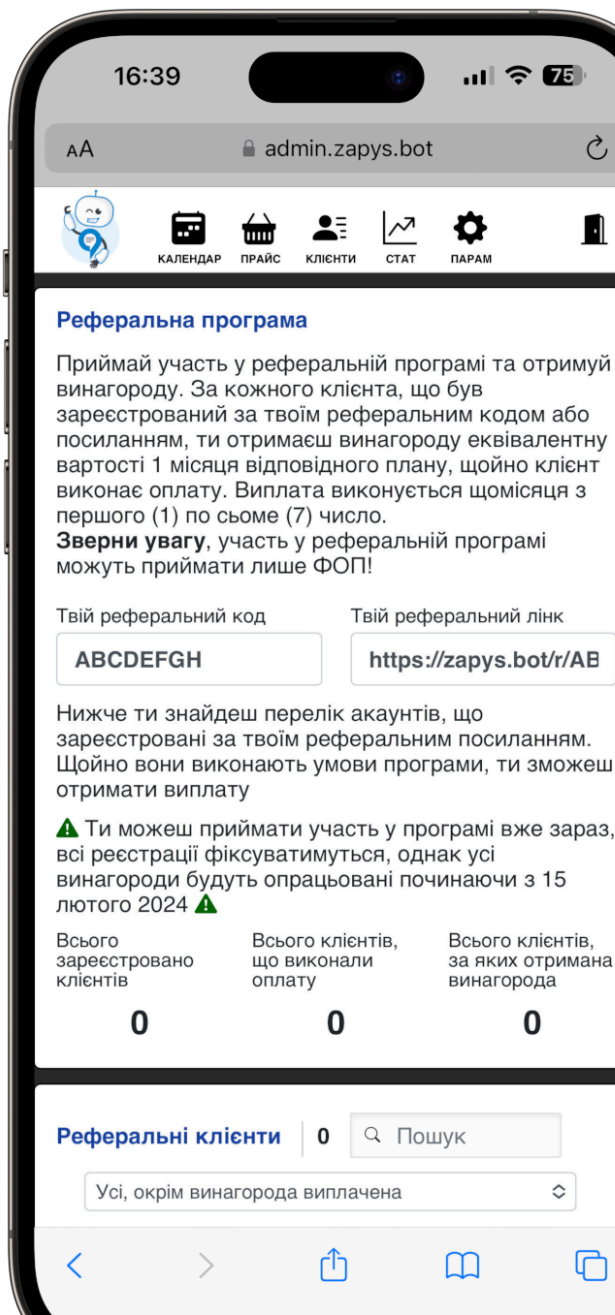 16:39
75
AA
admin.zapys.bot
КАЛЕНДАР ПРАЙС КЛІЄНТИ СТАТ ПАРАМ
Реферальна програма
Приймай участь у реферальній програмі та отримуй
винагороду. За кожного клієнта, що був
зареєстрований за твоїм реферальним кодом або
посиланням, ти отримаєш винагороду еквівалентну
вартості 1 місяця відповідного плану, щойно клієнт
виконає оплату. Виплата виконується щомісяця з
першого (1) по сьоме (7) число.
Зверни увагу, участь у реферальній програмі
можуть приймати лише ФОП!
Твій реферальний код Твій реферальний лінк
ABCDEFGH https://zapys.bot/r/AB
Нижче ти знайдеш перелік акаунтів, що
зареєстровані за твоїм реферальним посиланням.
Щойно вони виконають умови програми, ти зможеш
отримати виплату
Ти можеш приймати участь у програмі вже зараз,
всі реєстрації фіксуватимуться, однак усі
винагороди будуть опрацьовані починаючи з 15
лютого 2024
Всього Всього клієнтів, Всього клієнтів,
зареєстровано що виконали за яких отримана
клієнтів оплату винагорода
0 0 0
Реферальні клієнти 0 Пошук
Усі, окрім винагорода виплачена